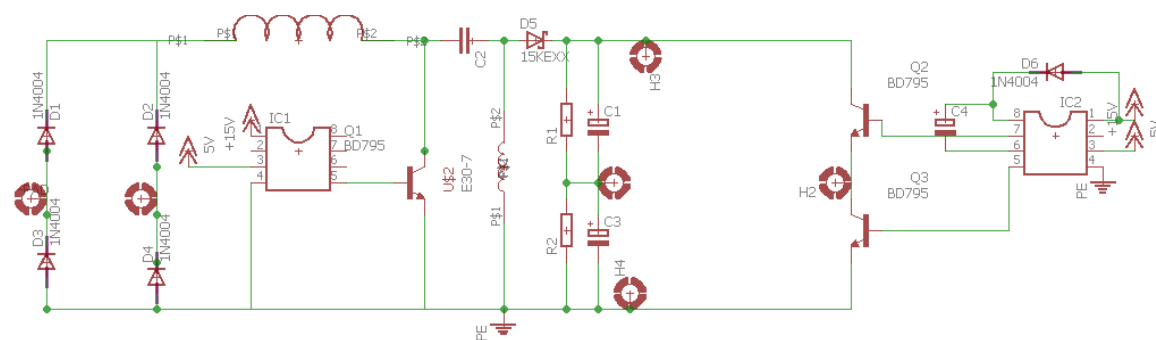 P$1
P$2
P$2
C2
D5
15KEXX
H3
1N4004
D1
D2
1N4004
IC1
+15V
5V
8
7
6
5
1
2
3
4
Q1
BD795
U$2
E30-7
P$2
P$1
R1
C1
R2
C3
H4
1N4004
D3
1N4004
D4
PE
Q2
BD795
H2
Q3
BD795
C4
D6
1N4004
IC2
8
7
6
5
1
2
3
4
+15V
5V
PE